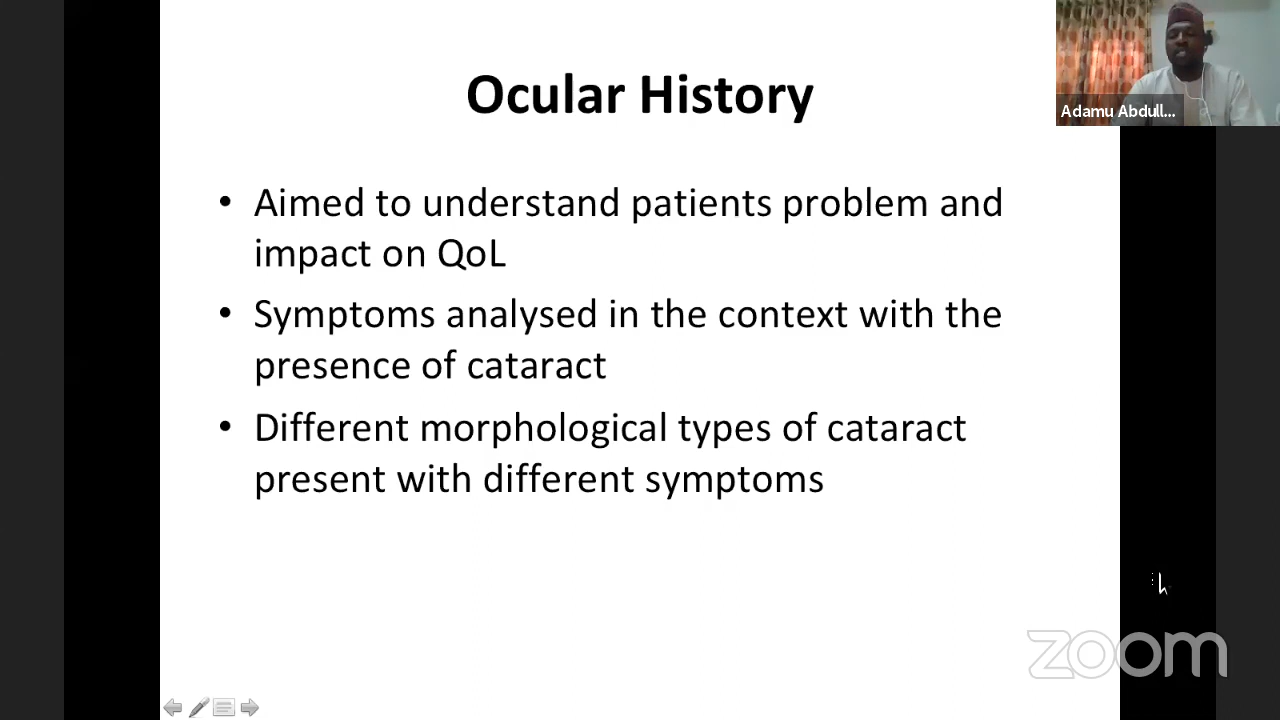 Ocular History
Adamu Abdull...
• Aimed to understand patients problem and
impact on QoL
• Symptoms analysed in the context with the
presence of cataract
• Different morphological types of cataract
present with different symptoms
zoom